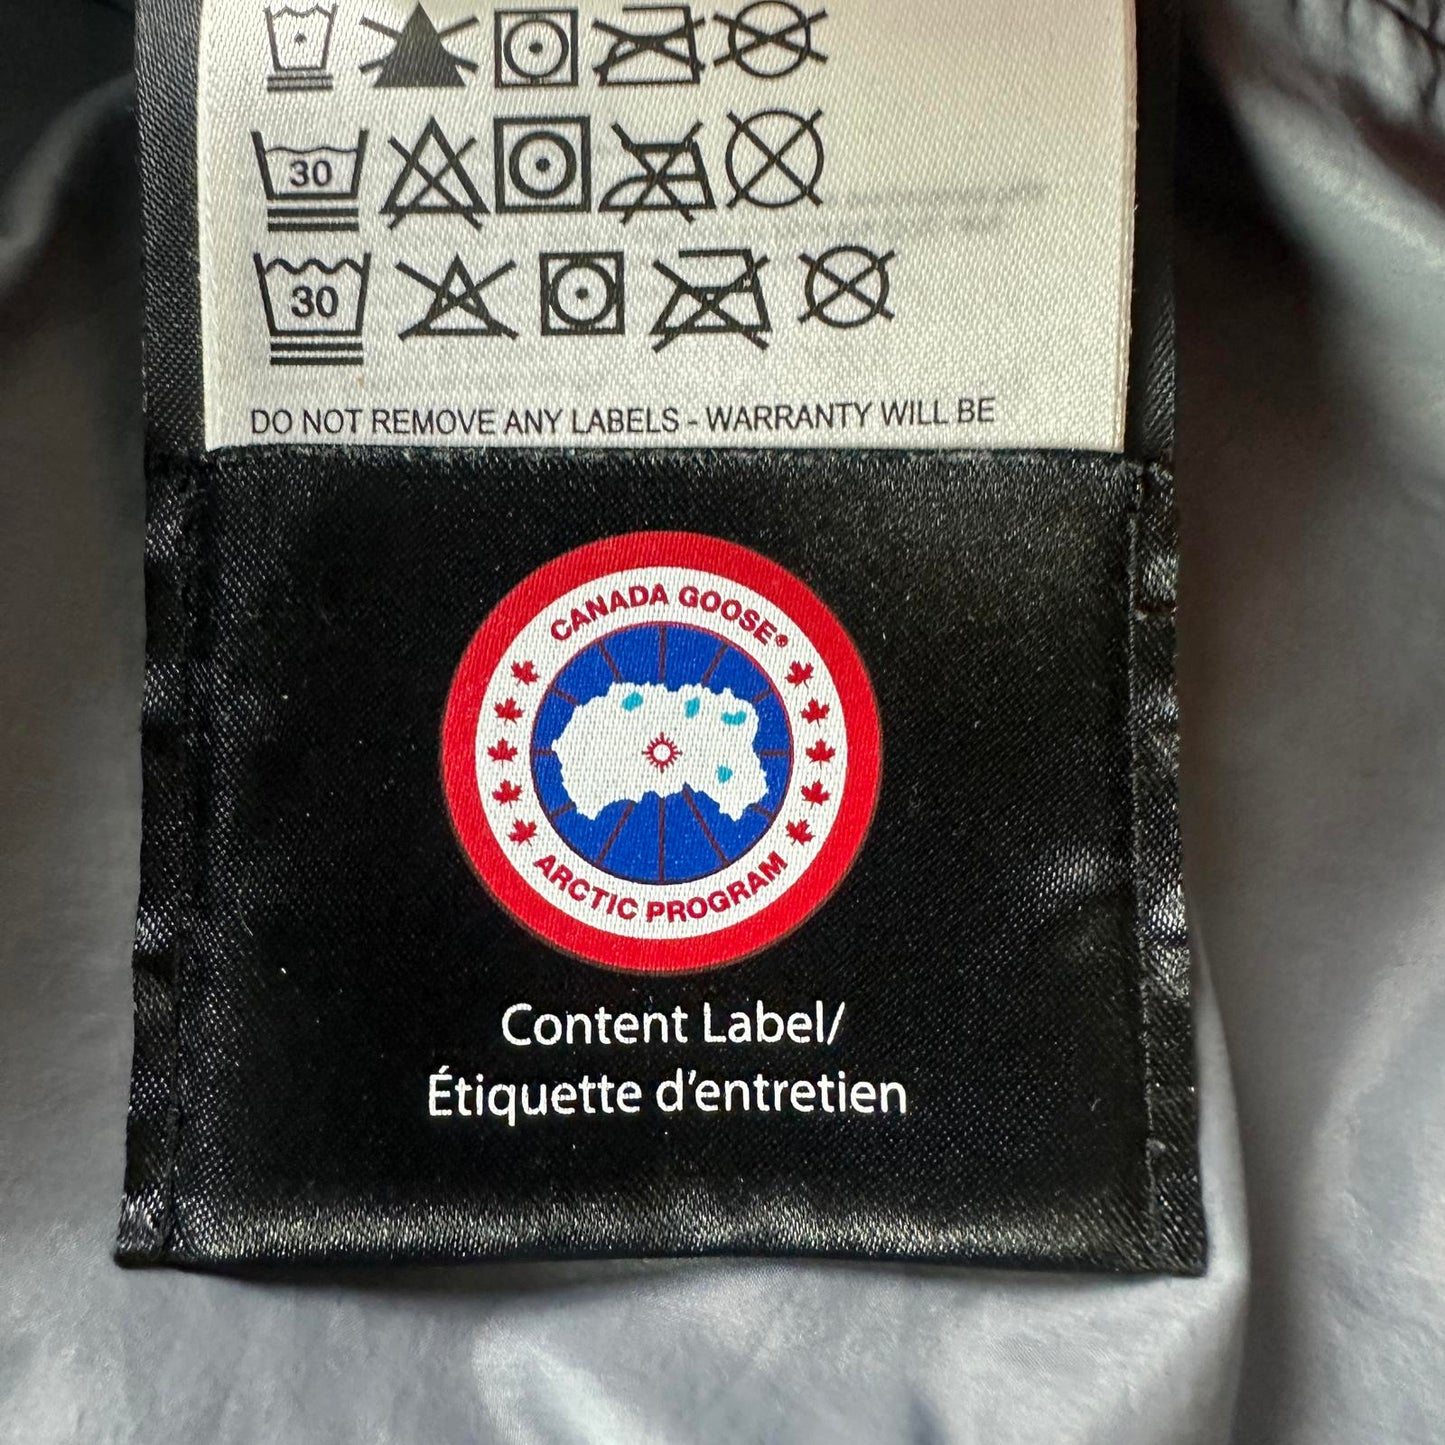 30
30
DO NOT REMOVE ANY LABELS - WARRANTY WILL BE
CANADA GOOSE®
ARCTIC PROGRAM
Content Label/
Étiquette d'entretien